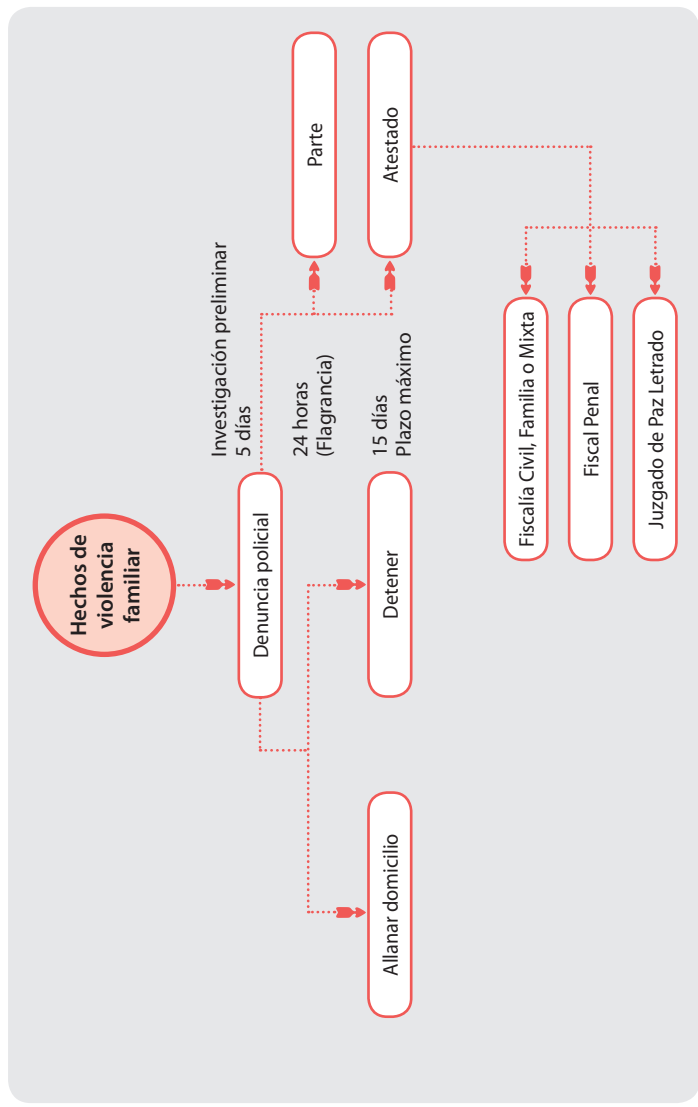 Hechos de
violencia
familiar
Denuncia policial
Investigación preliminar
5 días
24 horas
(Flagrancia)
15 días
Plazo máximo
Allanar domicilio
Detener
Parte
Atestado
Fiscalía Civil, Familia o Mixta
Fiscal Penal
Juzgado de Paz Letrado